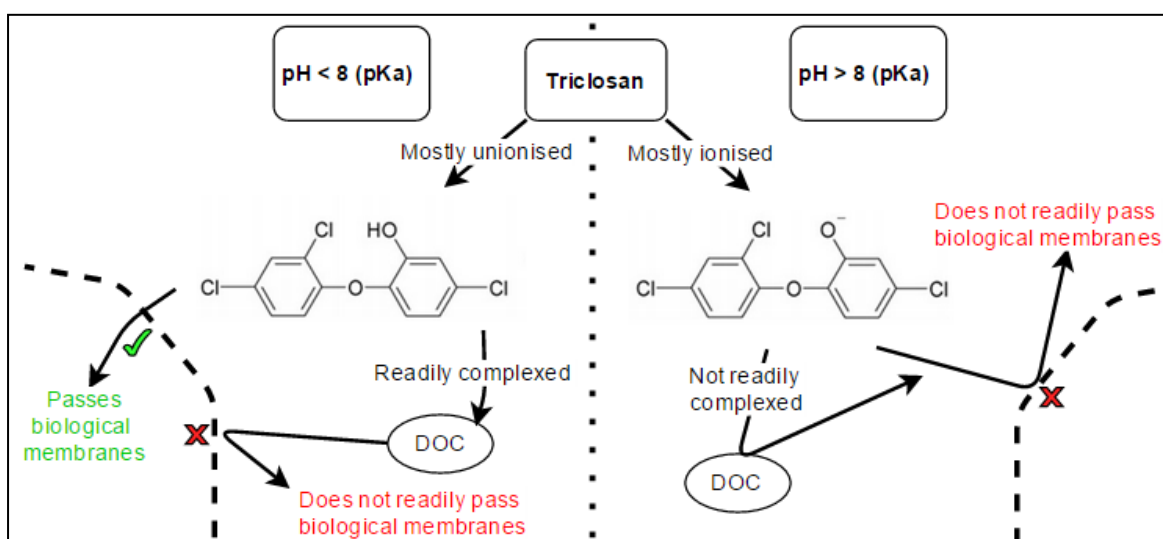 pH < 8 (pKa)
Triclosan
pH > 8 (pKa)
Mostly unionised
Mostly ionised
Does not readily pass
biological membranes
HO
Cl
Cl
O
Cl
O⁻
Cl
Cl
O
Cl
Readily complexed
Not readily
complexed
Passes
biological
membranes
DOC
DOC
Does not readily pass
biological membranes